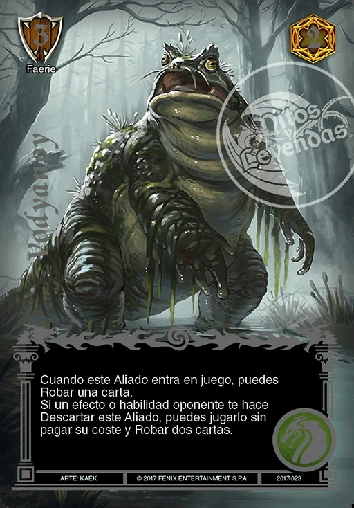 3
Faerie
Mitos
Leyendas
Cuando este Aliado entra en juego, puedes
Robar una carta.
Si un efecto o habilidad oponente te hace
Descartar este Aliado, puedes jugarlo sin
pagar su coste y Robar dos cartas.
ARTE: KAEK © 2017 FENIX ENTERTAINMENT S.P.A. 2017-023